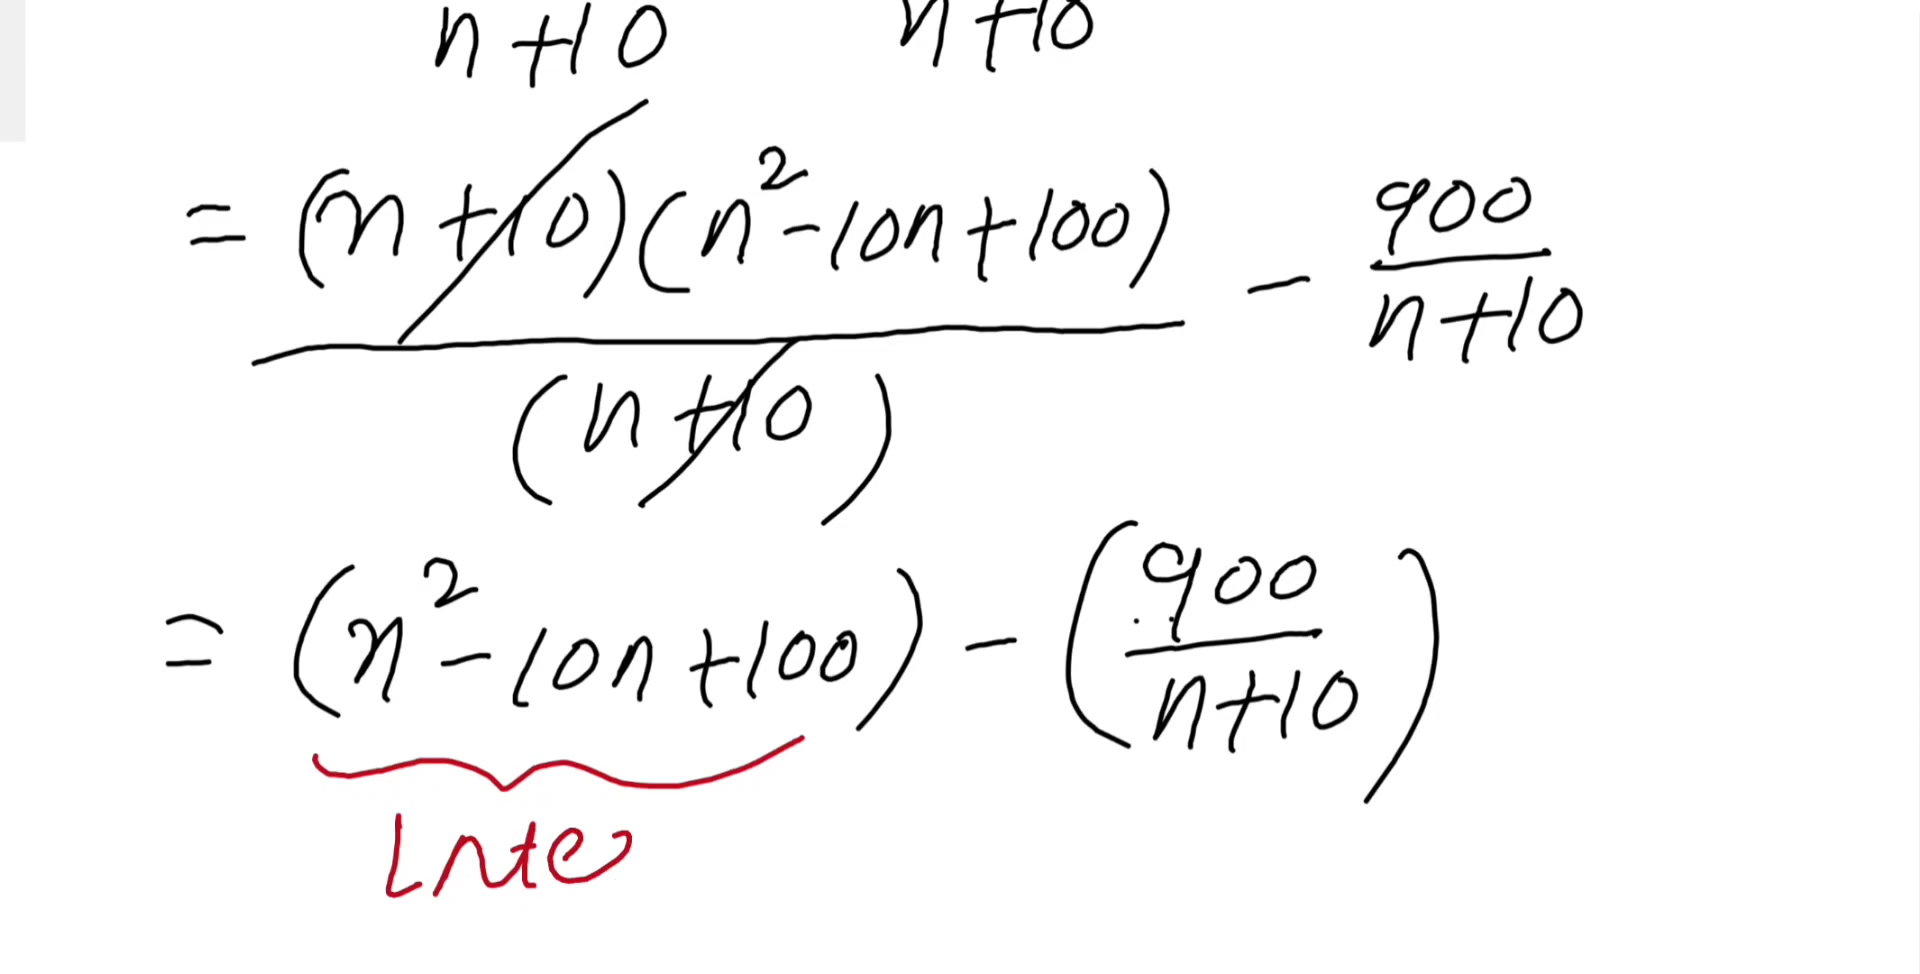 n+10 n+10
= (n+10)(n²-10n+100) / (n+10) - 900/(n+10)
= (n²-10n+100) - (900/(n+10))
Inte